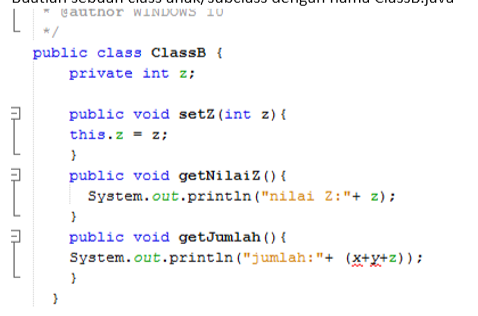 Buatlah sebuah class anak/subclass dengan nama ClassB.java
* @author WINDOWS 10
*/
public class ClassB {
private int z;
public void setZ(int z){
this.z = z;
}
public void getNilaiZ(){
System.out.println("nilai Z:"+ z);
}
public void getJumlah(){
System.out.println("jumlah:"+ (x+y+z));
}
}